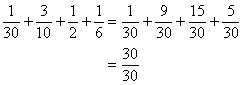 1/30 + 3/10 + 1/2 + 1/6 = 1/30 + 9/30 + 15/30 + 5/30
= 30/30